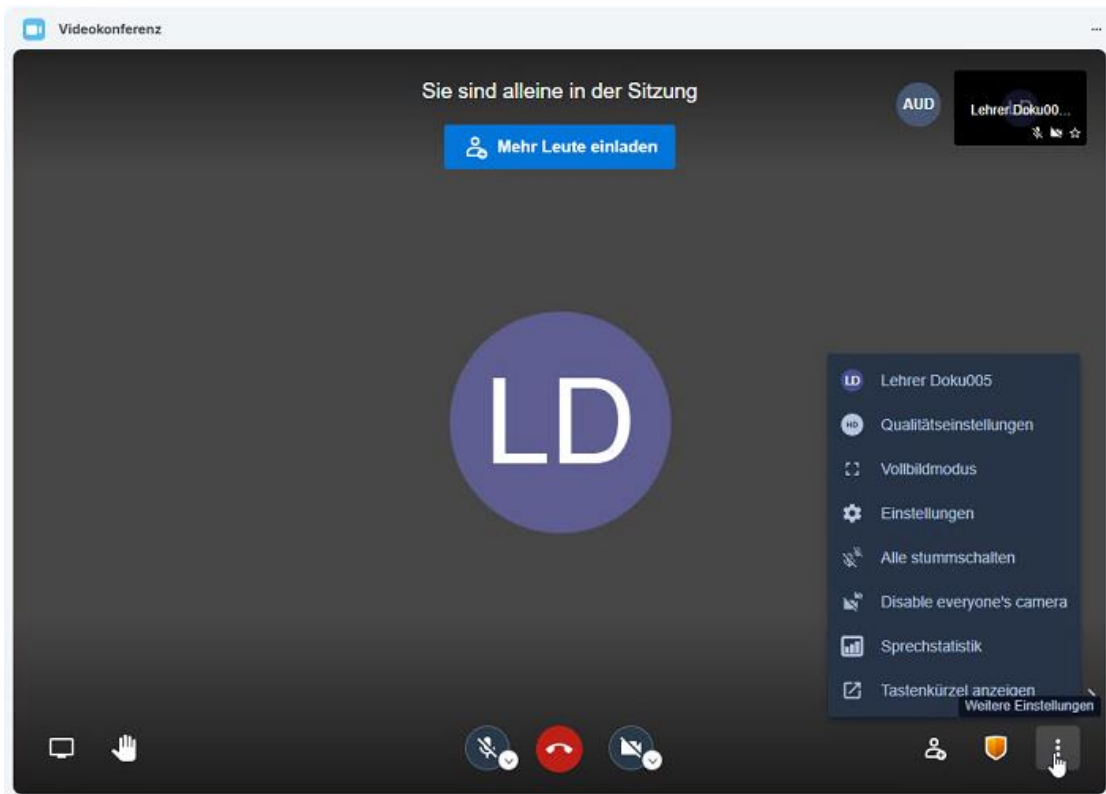 Videokonferenz
Sie sind alleine in der Sitzung
Mehr Leute einladen
AUD
Lehrer Doku00...
LD
LD Lehrer Doku005
HD Qualitätseinstellungen
Vollbildmodus
Einstellungen
Alle stummschalten
Disable everyone's camera
Sprechstatistik
Tastenkürzel anzeigen
Weitere Einstellungen